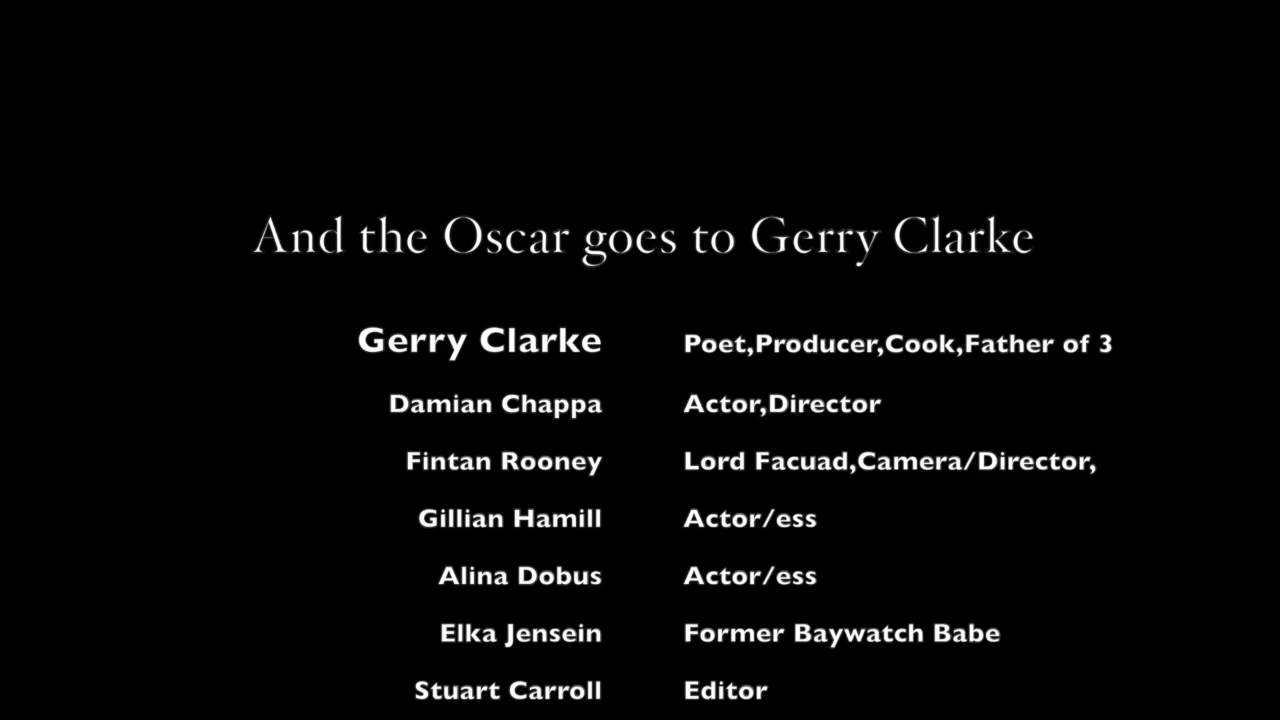 And the Oscar goes to Gerry Clarke
Gerry Clarke Poet,Producer,Cook,Father of 3
Damian Chappa Actor,Director
Fintan Rooney Lord Facuad,Camera/Director,
Gillian Hamill Actor/ess
Alina Dobus Actor/ess
Elka Jensein Former Baywatch Babe
Stuart Carroll Editor